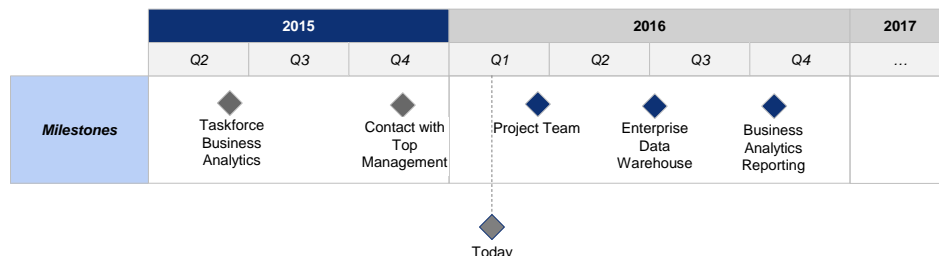 2015 2016 2017
Q2 Q3 Q4 Q1 Q2 Q3 Q4 …
Milestones
Taskforce
Business
Analytics
Contact with
Top
Management
Project Team
Enterprise
Data
Warehouse
Business
Analytics
Reporting
Today